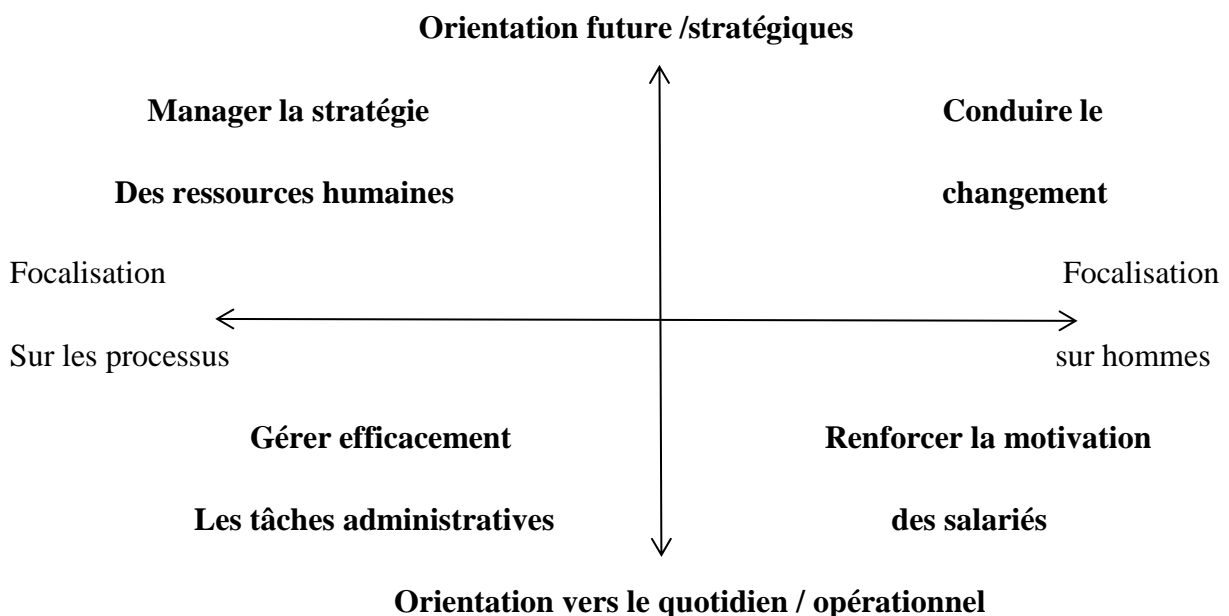 Orientation future /stratégiques
Manager la stratégie
Conduire le
Des ressources humaines
changement
Focalisation
Focalisation
Sur les processus
sur hommes
Gérer efficacement
Renforcer la motivation
Les tâches administratives
des salariés
Orientation vers le quotidien / opérationnel